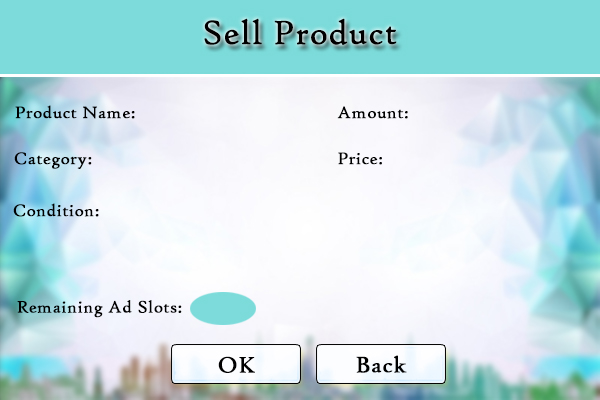 Sell Product
Product Name:
Amount:
Category:
Price:
Condition:
Remaining Ad Slots:
OK
Back